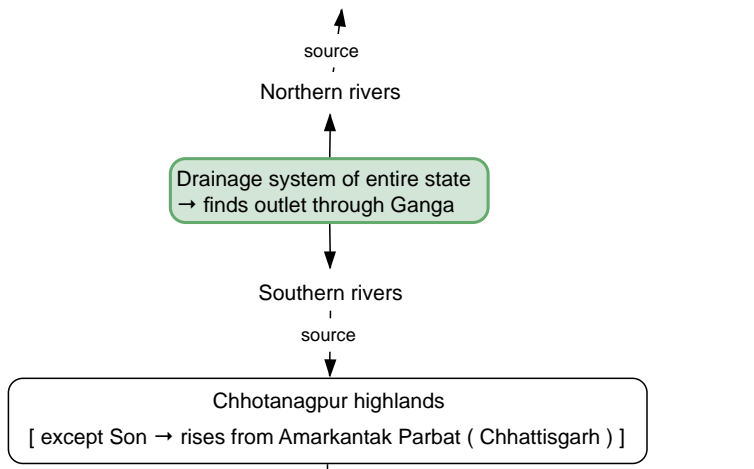 source
Northern rivers
Drainage system of entire state
→ finds outlet through Ganga
Southern rivers
source
Chhotanagpur highlands
[ except Son → rises from Amarkantak Parbat ( Chhattisgarh ) ]